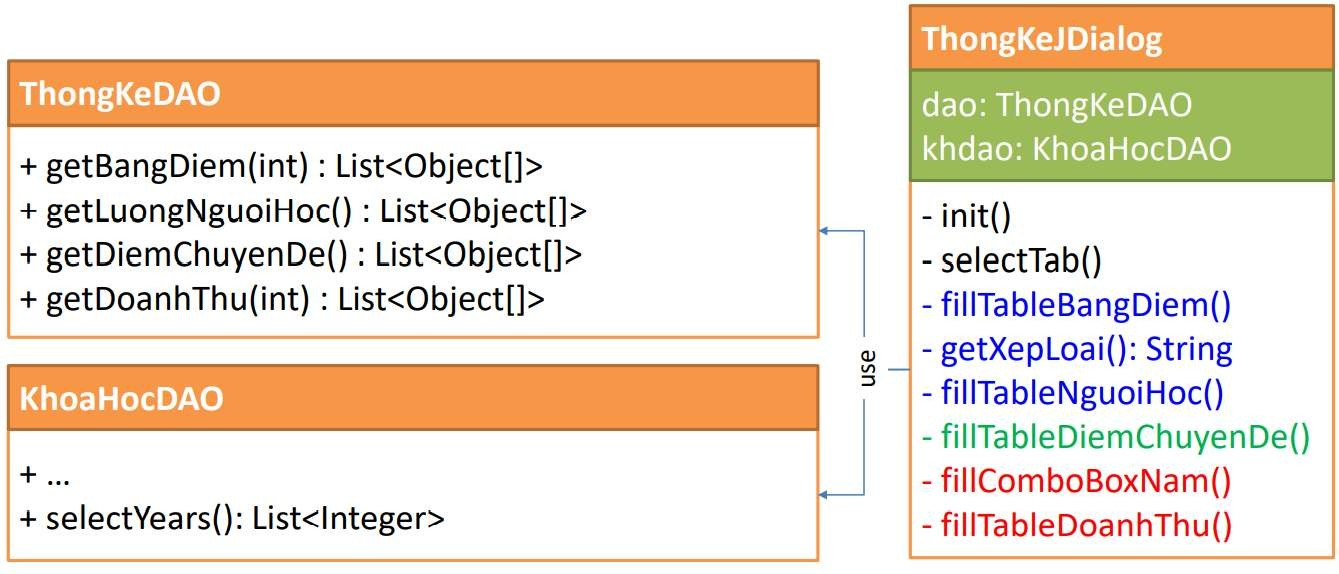 ThongKeDAO
+ getBangDiem(int) : List<Object[]>
+ getLuongNguoiHoc() : List<Object[]>
+ getDiemChuyenDe() : List<Object[]>
+ getDoanhThu(int) : List<Object[]>
KhoaHocDAO
+ ...
+ selectYears(): List<Integer>
use
ThongKeJDialog
dao: ThongKeDAO
khdao: KhoaHocDAO
- init()
- selectTab()
- fillTableBangDiem()
- getXepLoai(): String
- fillTableNguoiHoc()
- fillTableDiemChuyenDe()
- fillComboBoxNam()
- fillTableDoanhThu()